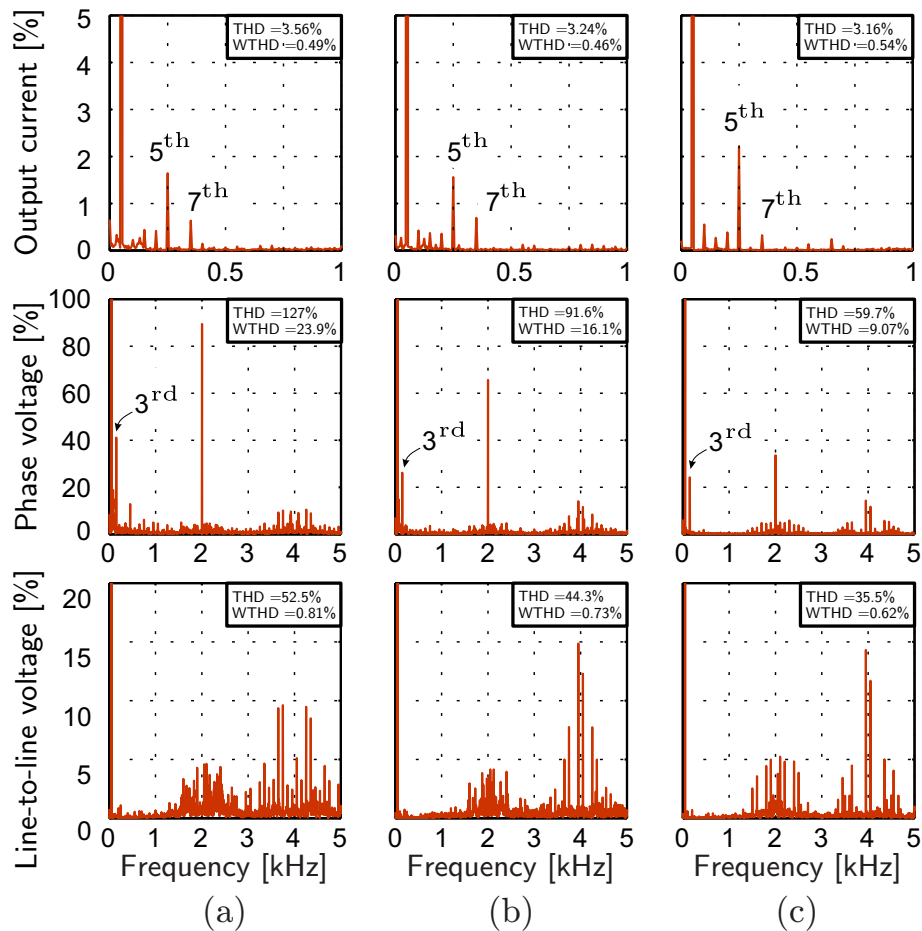 Output current [%]
5
4
3
2
1
0
THD =3.56%
WTHD =0.49%
5th
7th
0
0.5
1
THD =3.24%
WTHD =0.46%
5th
7th
0
0.5
1
THD =3.16%
WTHD =0.54%
5th
7th
0
0.5
1
Phase voltage [%]
100
80
60
40
20
0
THD =127%
WTHD =23.9%
3rd
0 1 2 3 4 5
THD =91.6%
WTHD =16.1%
3rd
0 1 2 3 4 5
THD =59.7%
WTHD =9.07%
3rd
0 1 2 3 4 5
Line-to-line voltage [%]
20
15
10
5
0
THD =52.5%
WTHD =0.81%
0 1 2 3 4 5
Frequency [kHz]
(a)
THD =44.3%
WTHD =0.73%
0 1 2 3 4 5
Frequency [kHz]
(b)
THD =35.5%
WTHD =0.62%
0 1 2 3 4 5
Frequency [kHz]
(c)